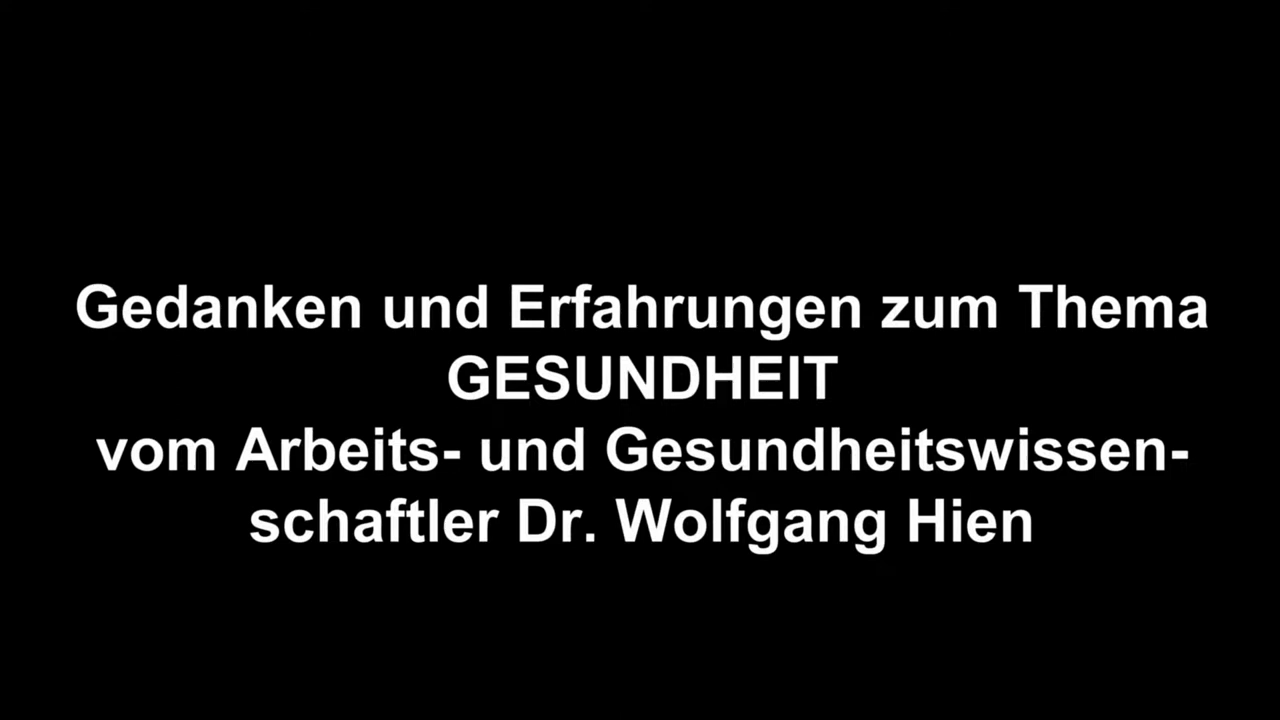 Gedanken und Erfahrungen zum Thema
GESUNDHEIT
vom Arbeits- und Gesundheitswissen-
schaftler Dr. Wolfgang Hien